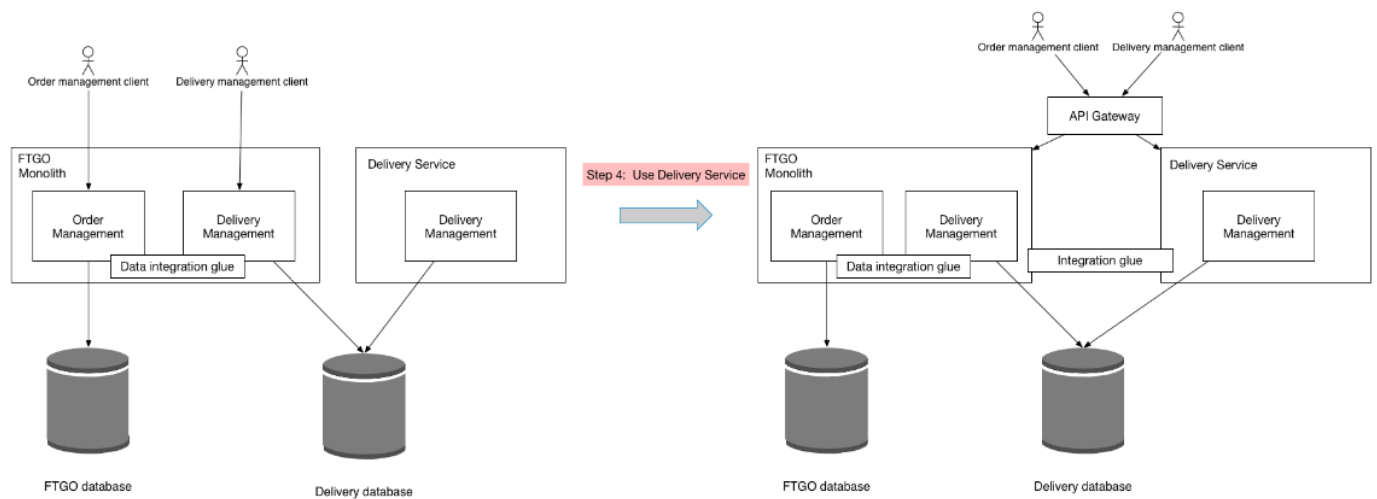 Order management client
Delivery management client
FTGO
Monolith
Order
Management
Delivery
Management
Data integration glue
Delivery Service
Delivery
Management
FTGO database
Delivery database
Step 4: Use Delivery Service
Order management client
Delivery management client
API Gateway
FTGO
Monolith
Order
Management
Delivery
Management
Data integration glue
Integration glue
Delivery Service
Delivery
Management
FTGO database
Delivery database